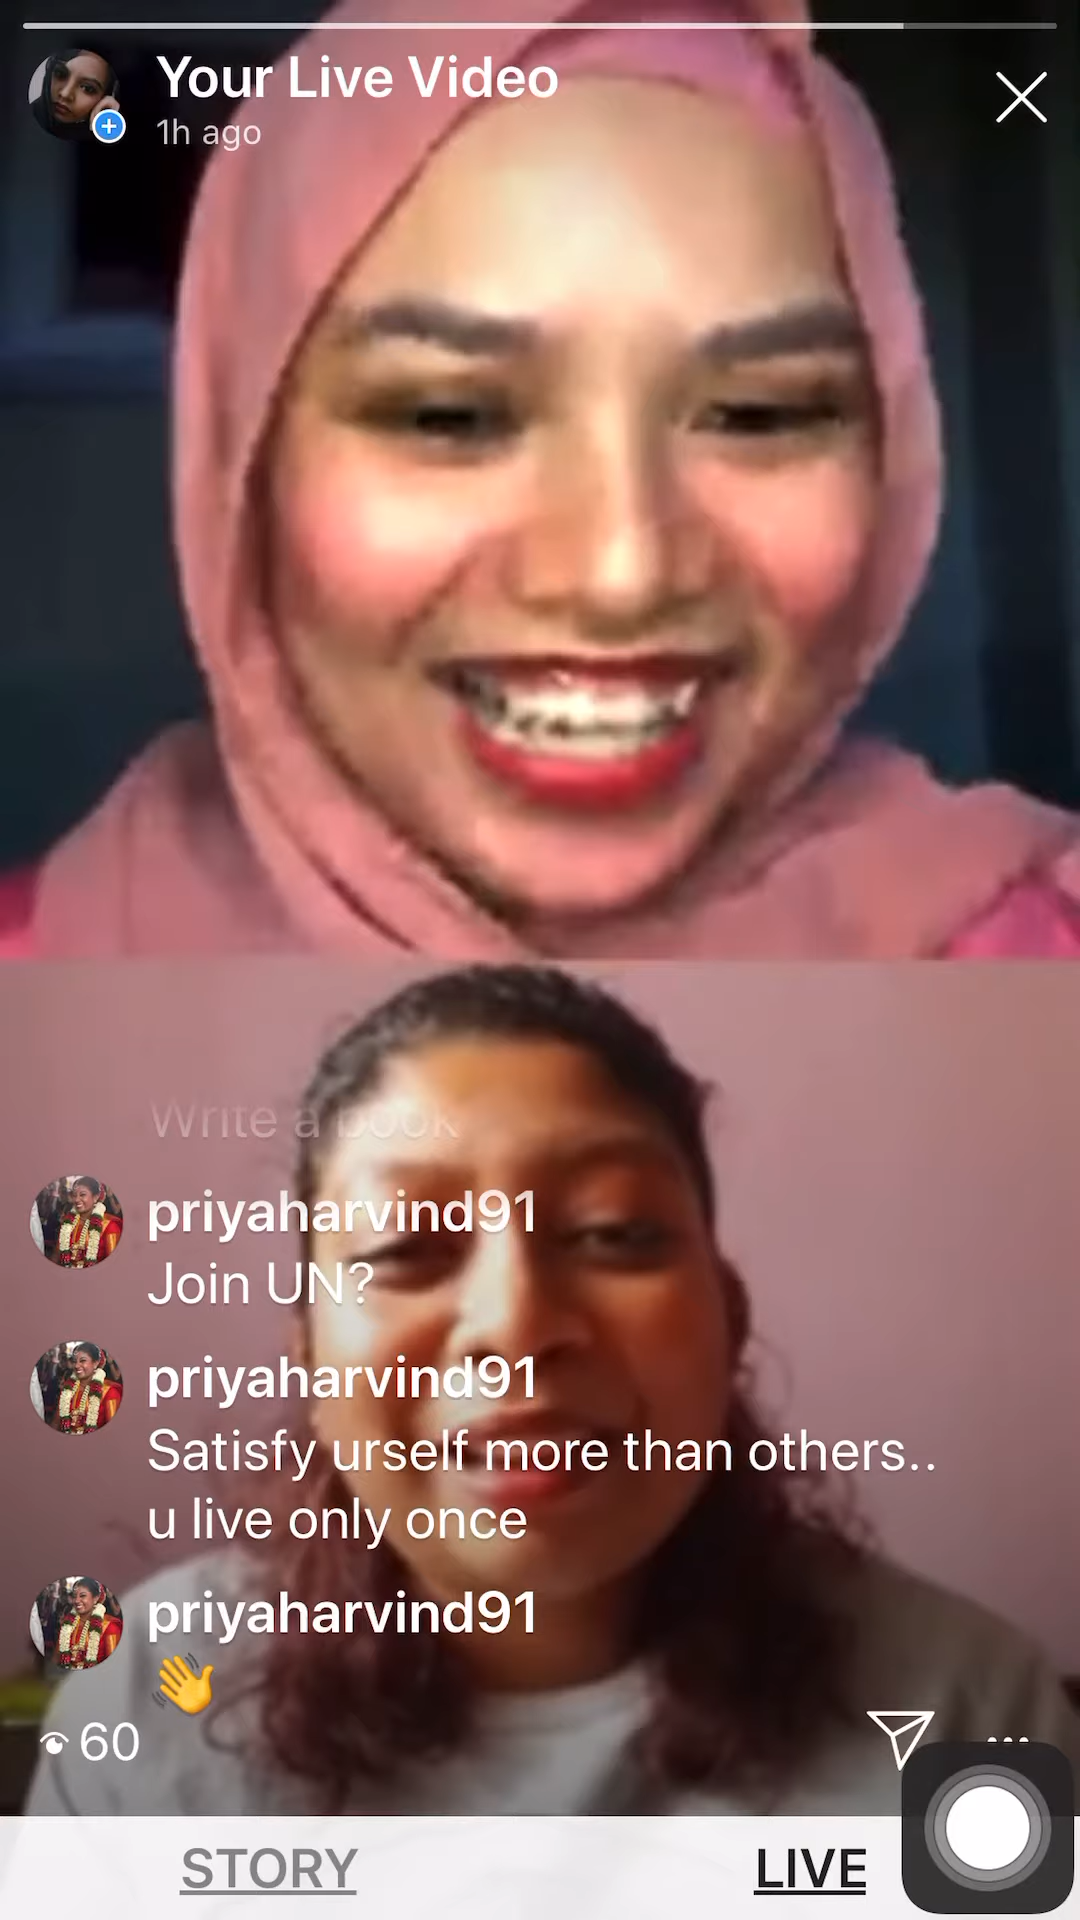 Your Live Video
1h ago
Write a book
priyaharvind91
Join UN?
priyaharvind91
Satisfy urself more than others..
u live only once
priyaharvind91
👋
60
STORY
LIVE